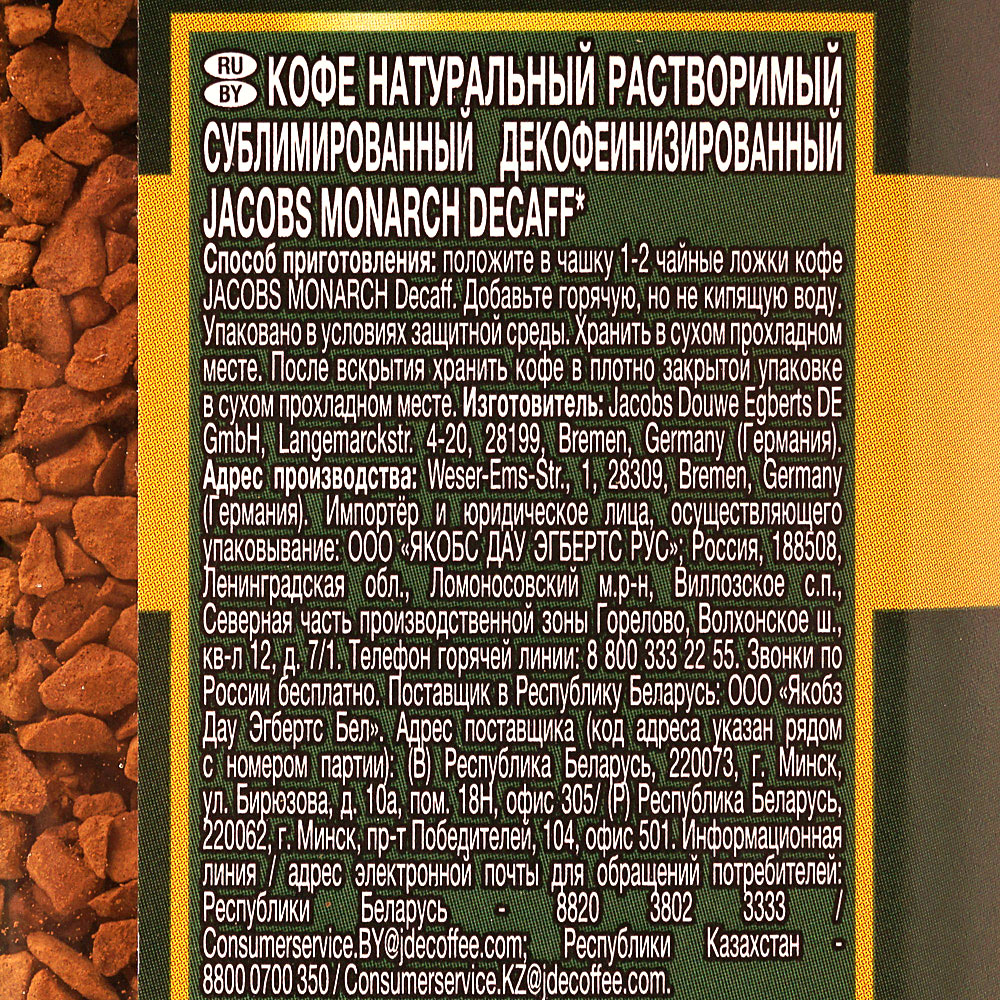 RU
BY
КОФЕ НАТУРАЛЬНЫЙ РАСТВОРИМЫЙ
СУБЛИМИРОВАННЫЙ ДЕКОФЕИНИЗИРОВАННЫЙ
JACOBS MONARCH DECAFF*
Способ приготовления: положите в чашку 1-2 чайные ложки кофе
JACOBS MONARCH Decaff. Добавьте горячую, но не кипящую воду.
Упаковано в условиях защитной среды. Хранить в сухом прохладном
месте. После вскрытия хранить кофе в плотно закрытой упаковке
в сухом прохладном месте. Изготовитель: Jacobs Douwe Egberts DE
GmbH, Langemarckstr. 4-20, 28199, Bremen, Germany (Германия).
Адрес производства: Weser-Ems-Str., 1, 28309, Bremen, Germany
(Германия). Импортёр и юридическое лица, осуществляющего
упаковывание: ООО «ЯКОБС ДАУ ЭГБЕРТС РУС»; Россия, 188508,
Ленинградская обл., Ломоносовский м.р-н, Виллозское с.п.,
Северная часть производственной зоны Горелово, Волхонское ш.,
кв-л 12, д. 7/1. Телефон горячей линии: 8 800 333 22 55. Звонки по
России бесплатно. Поставщик в Республику Беларусь: ООО «Якобз
Дау Эгбертс Бел». Адрес поставщика (код адреса указан рядом
с номером партии): (В) Республика Беларусь, 220073, г. Минск,
ул. Бирюзова, д. 10а, пом. 18Н, офис 305/ (Р) Республика Беларусь,
220062, г. Минск, пр-т Победителей, 104, офис 501. Информационная
линия / адрес электронной почты для обращений потребителей:
Республики Беларусь - 8820 3802 3333 /
Consumerservice.BY@jdecoffee.com; Республики Казахстан -
8800 0700 350 / Consumerservice.KZ@jdecoffee.com.